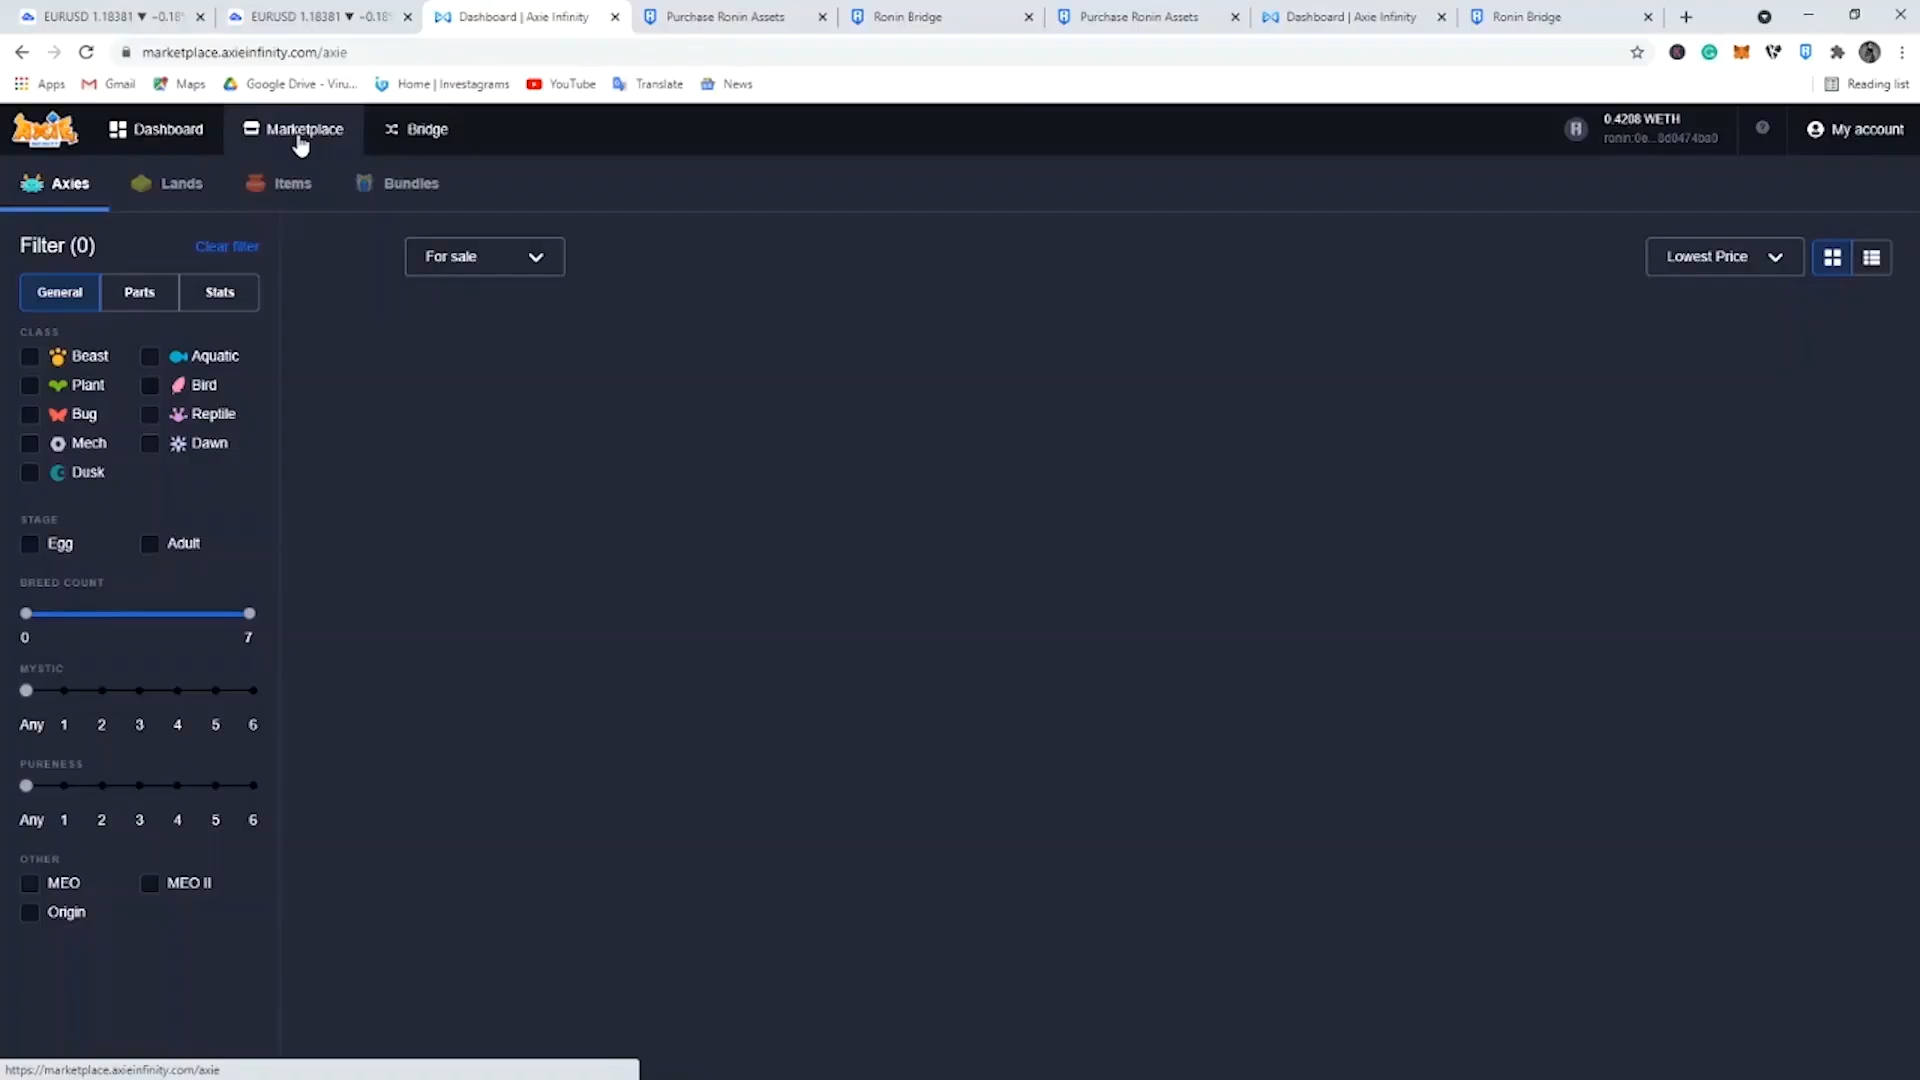 EURUSD 1.18381 ▼ −0.18
EURUSD 1.18381 ▼ −0.18
Dashboard | Axie Infinity
Purchase Ronin Assets
Ronin Bridge
Purchase Ronin Assets
Dashboard | Axie Infinity
Ronin Bridge
marketplace.axieinfinity.com/axie
Apps
Gmail
Maps
Google Drive - Viru...
Home | Investagrams
YouTube
Translate
News
Reading list
AXIE
Dashboard
Marketplace
Bridge
0.4208 WETH
ronin:0e...8d0474ba0
My account
Axies
Lands
Items
Bundles
Filter (0)
Clear filter
For sale
Lowest Price
General
Parts
Stats
CLASS
Beast
Aquatic
Plant
Bird
Bug
Reptile
Mech
Dawn
Dusk
STAGE
Egg
Adult
BREED COUNT
0 7
MYSTIC
Any 1 2 3 4 5 6
PURENESS
Any 1 2 3 4 5 6
OTHER
MEO
MEO II
Origin
https://marketplace.axieinfinity.com/axie